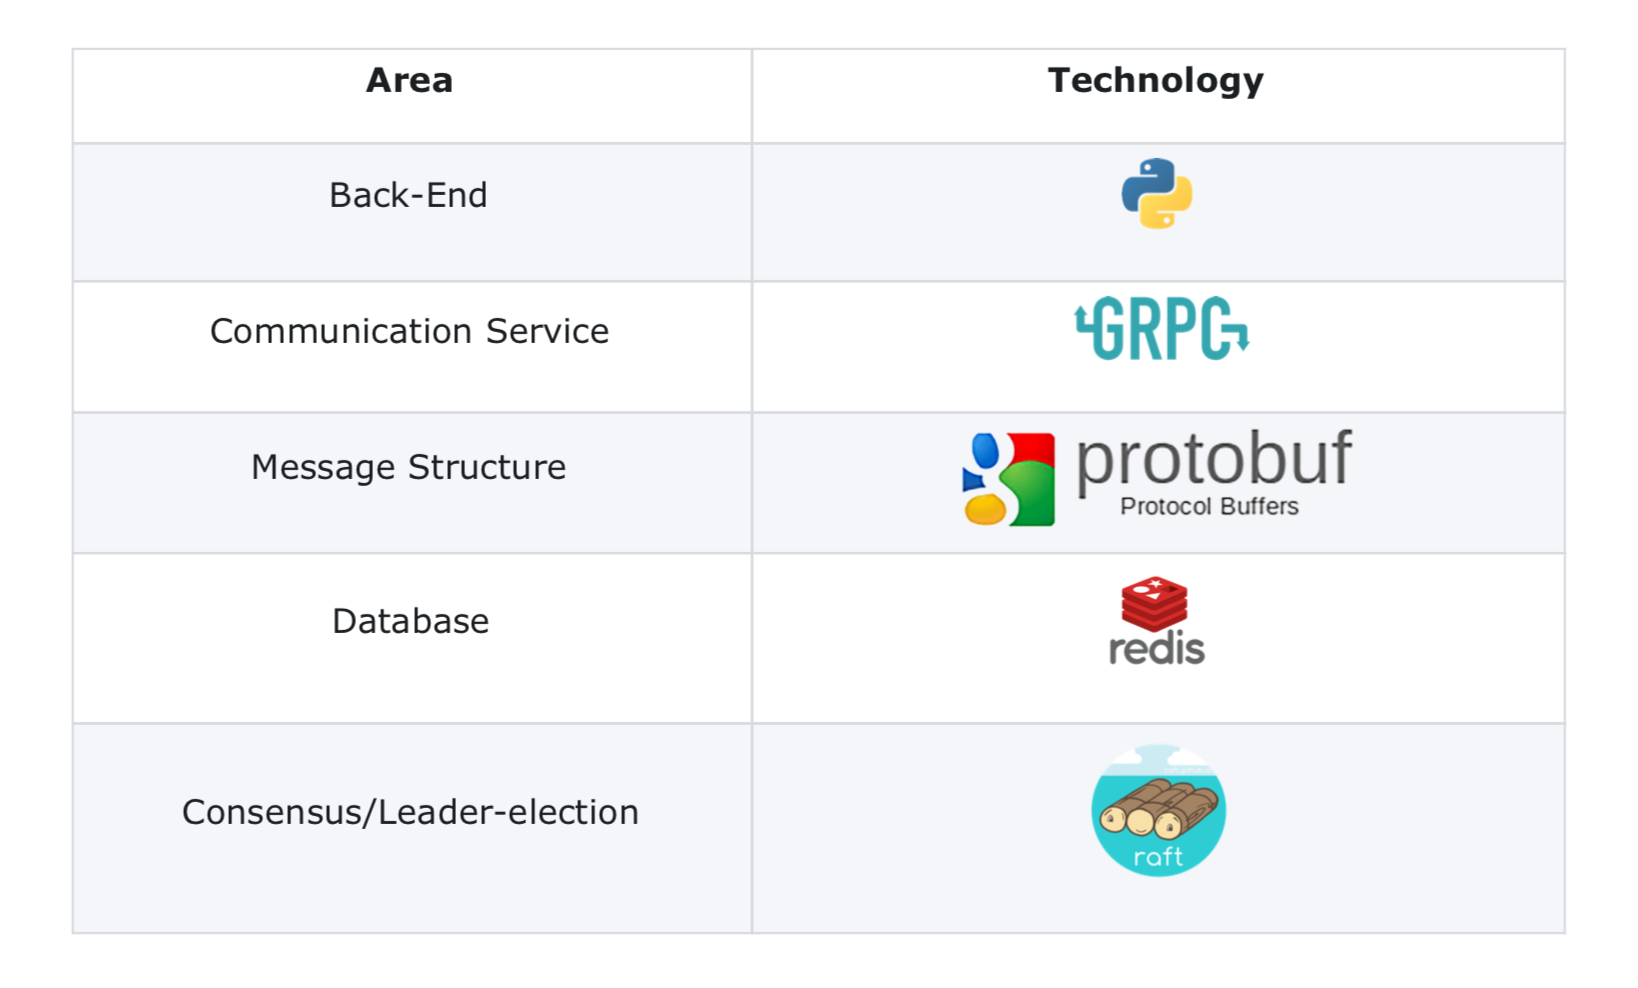 Area
Technology
Back-End
Communication Service
GRPC
Message Structure
protobuf
Protocol Buffers
Database
redis
Consensus/Leader-election
raft